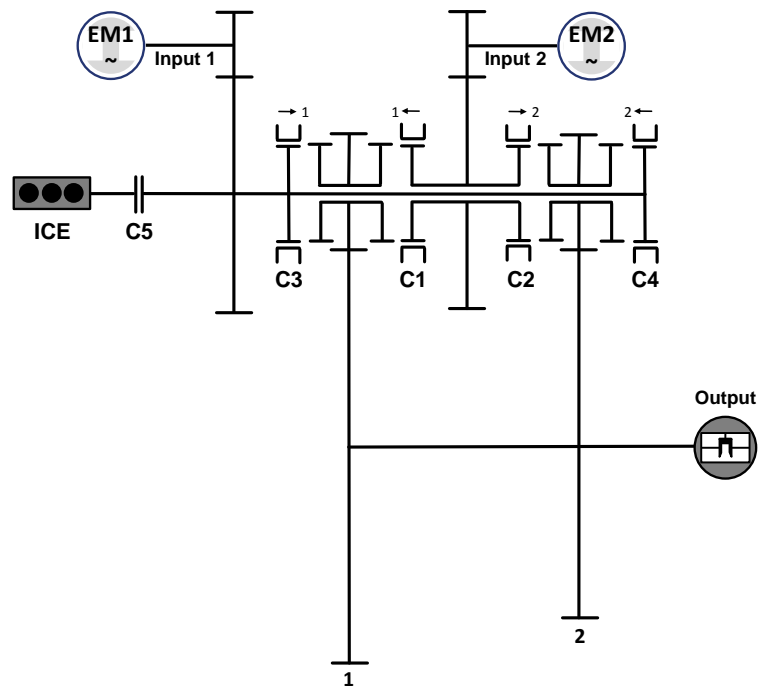 EM1
~
Input 1
EM2
~
Input 2
→ 1
1 ←
→ 2
2 ←
ICE
C5
C3
C1
C2
C4
Output
2
1